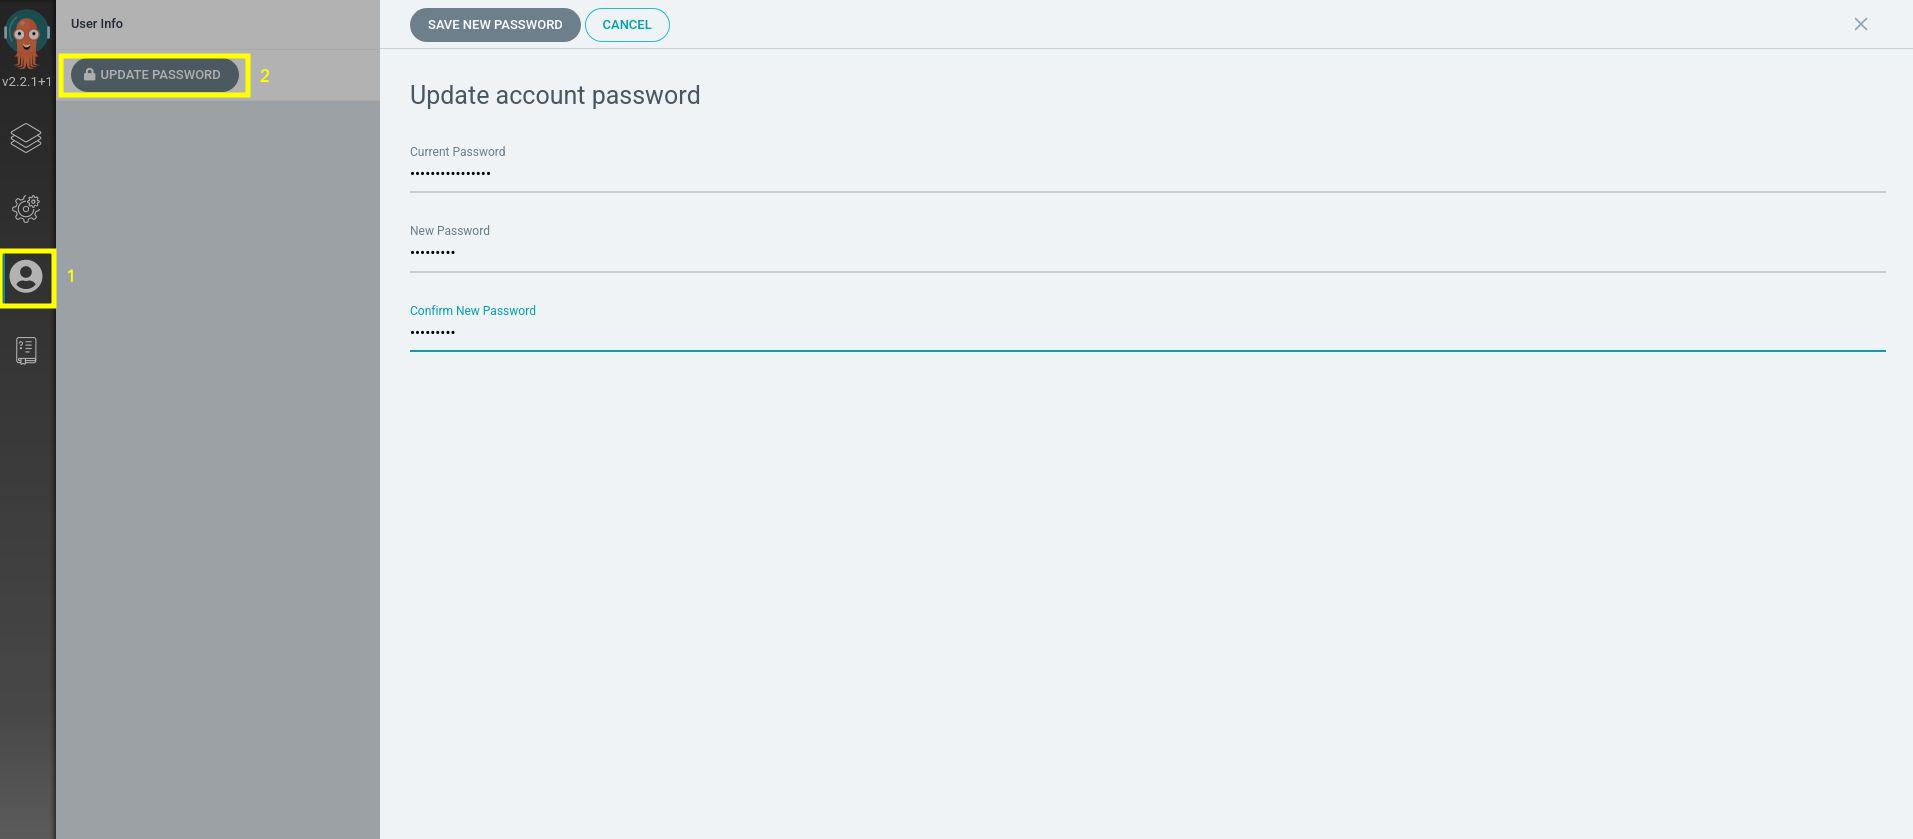 v2.2.1+1
1
User Info
UPDATE PASSWORD
2
SAVE NEW PASSWORD
CANCEL
Update account password
Current Password
••••••••••••••••
New Password
•••••••••
Confirm New Password
•••••••••